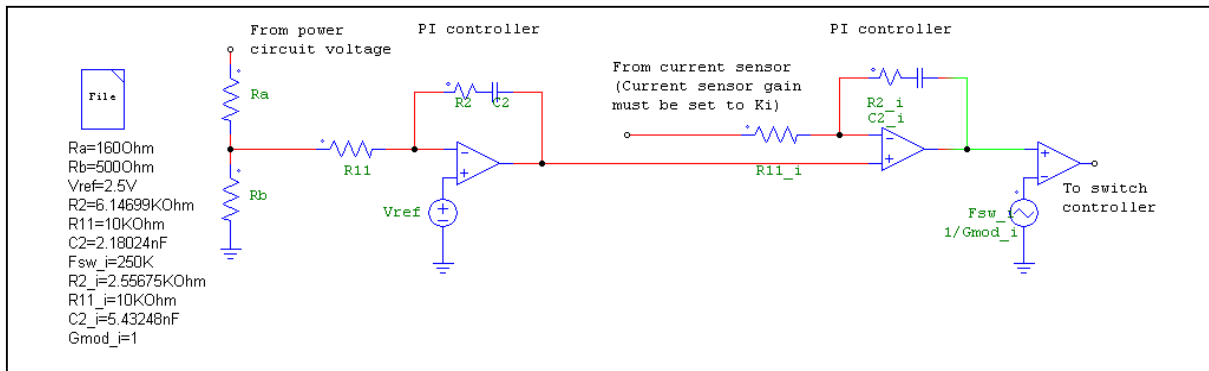 From power
circuit voltage
PI controller
PI controller
From current sensor
(Current sensor gain
must be set to Ki)
File
Ra
R2
C2
R2_i
C2_i
R11
R11_i
Rb
Vref
Fsw_i
1/Gmod_i
To switch
controller
Ra=160Ohm
Rb=500Ohm
Vref=2.5V
R2=6.14699KOhm
R11=10KOhm
C2=2.18024nF
Fsw_i=250K
R2_i=2.55675KOhm
R11_i=10KOhm
C2_i=5.43248nF
Gmod_i=1